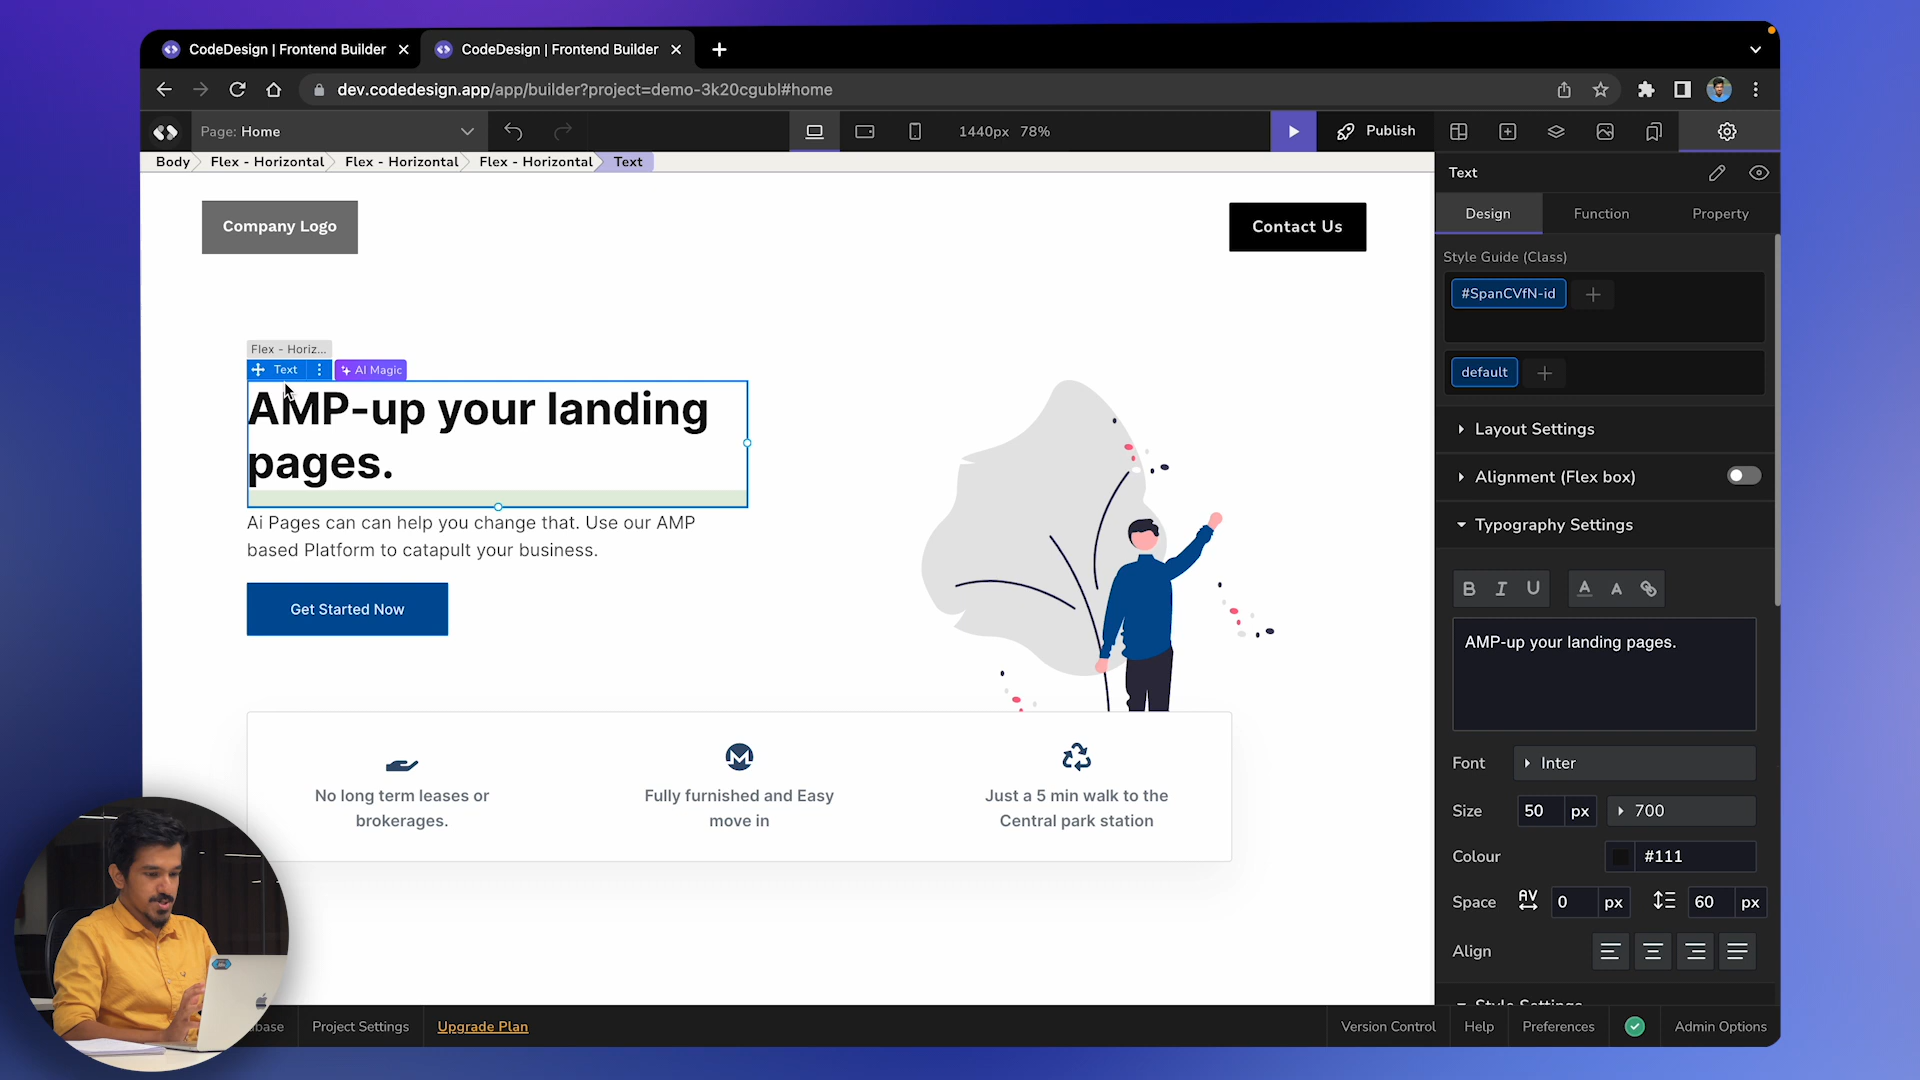 CodeDesign | Frontend Builder
CodeDesign | Frontend Builder
dev.codedesign.app/app/builder?project=demo-3k20cgubl#home
Page: Home
1440px 78%
Publish
Body
Flex - Horizontal
Flex - Horizontal
Flex - Horizontal
Text
Text
Design
Function
Property
Company Logo
Contact Us
Style Guide (Class)
#SpanCVfN-id
default
Flex - Horiz...
Text
AI Magic
AMP-up your landing
pages.
Ai Pages can can help you change that. Use our AMP
based Platform to catapult your business.
Get Started Now
Layout Settings
Alignment (Flex box)
Typography Settings
B I U A A
AMP-up your landing pages.
Font
Inter
Size
50 px
700
Colour
#111
Space
AV
0 px
60 px
Align
No long term leases or
brokerages.
Fully furnished and Easy
move in
Just a 5 min walk to the
Central park station
Style Settings
base
Project Settings
Upgrade Plan
Version Control
Help
Preferences
Admin Options